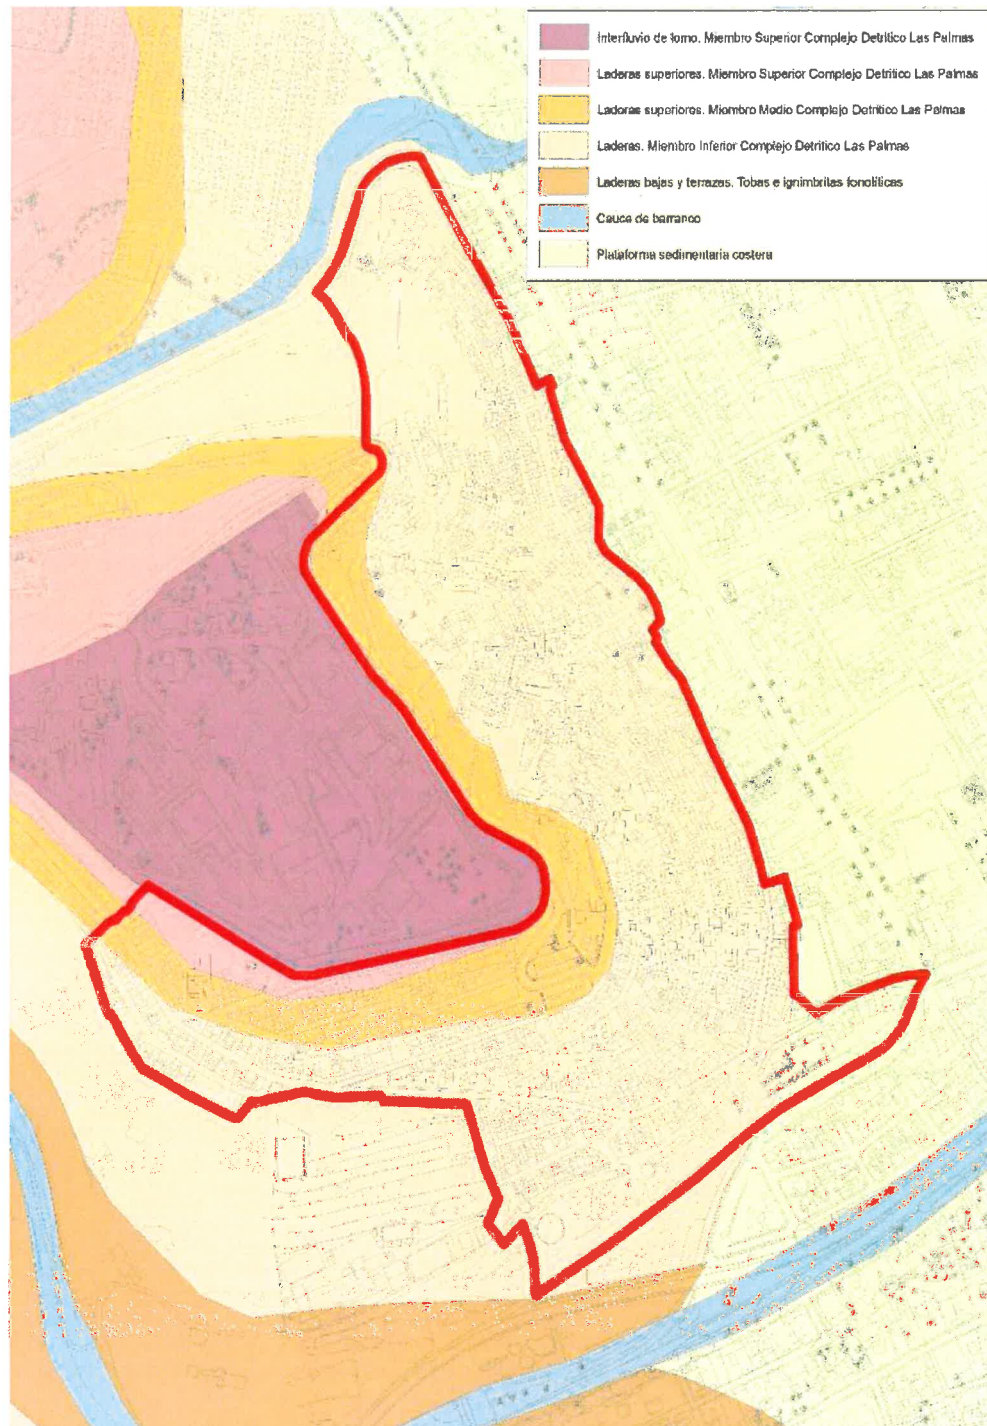 Interfluvio de lomo. Miembro Superior Complejo Detrítico Las Palmas
Laderas superiores. Miembro Superior Complejo Detrítico Las Palmas
Laderas superiores. Miembro Medio Complejo Detrítico Las Palmas
Laderas. Miembro Inferior Complejo Detrítico Las Palmas
Laderas bajas y terrazas. Tobas e ignimbritas fonolíticas
Cauce de barranco
Plataforma sedimentaria costera